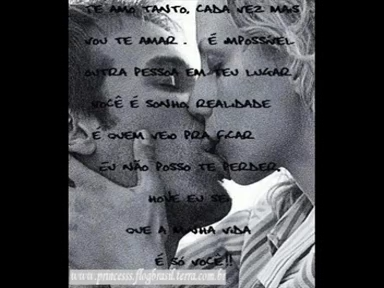 TE AMO TANTO, CADA VEZ MAIS
VOU TE AMAR. É IMPOSSÍVEL
OUTRA PESSOA EM TEU LUGAR.
VOCÊ É SONHO, REALIDADE
É QUEM VEIO PRA FICAR
EU NÃO POSSO TE PERDER.
HOJE EU SEI
QUE A MINHA VIDA
É SÓ VOCÊ!!
www.princesss.flogbrasil.terra.com.br